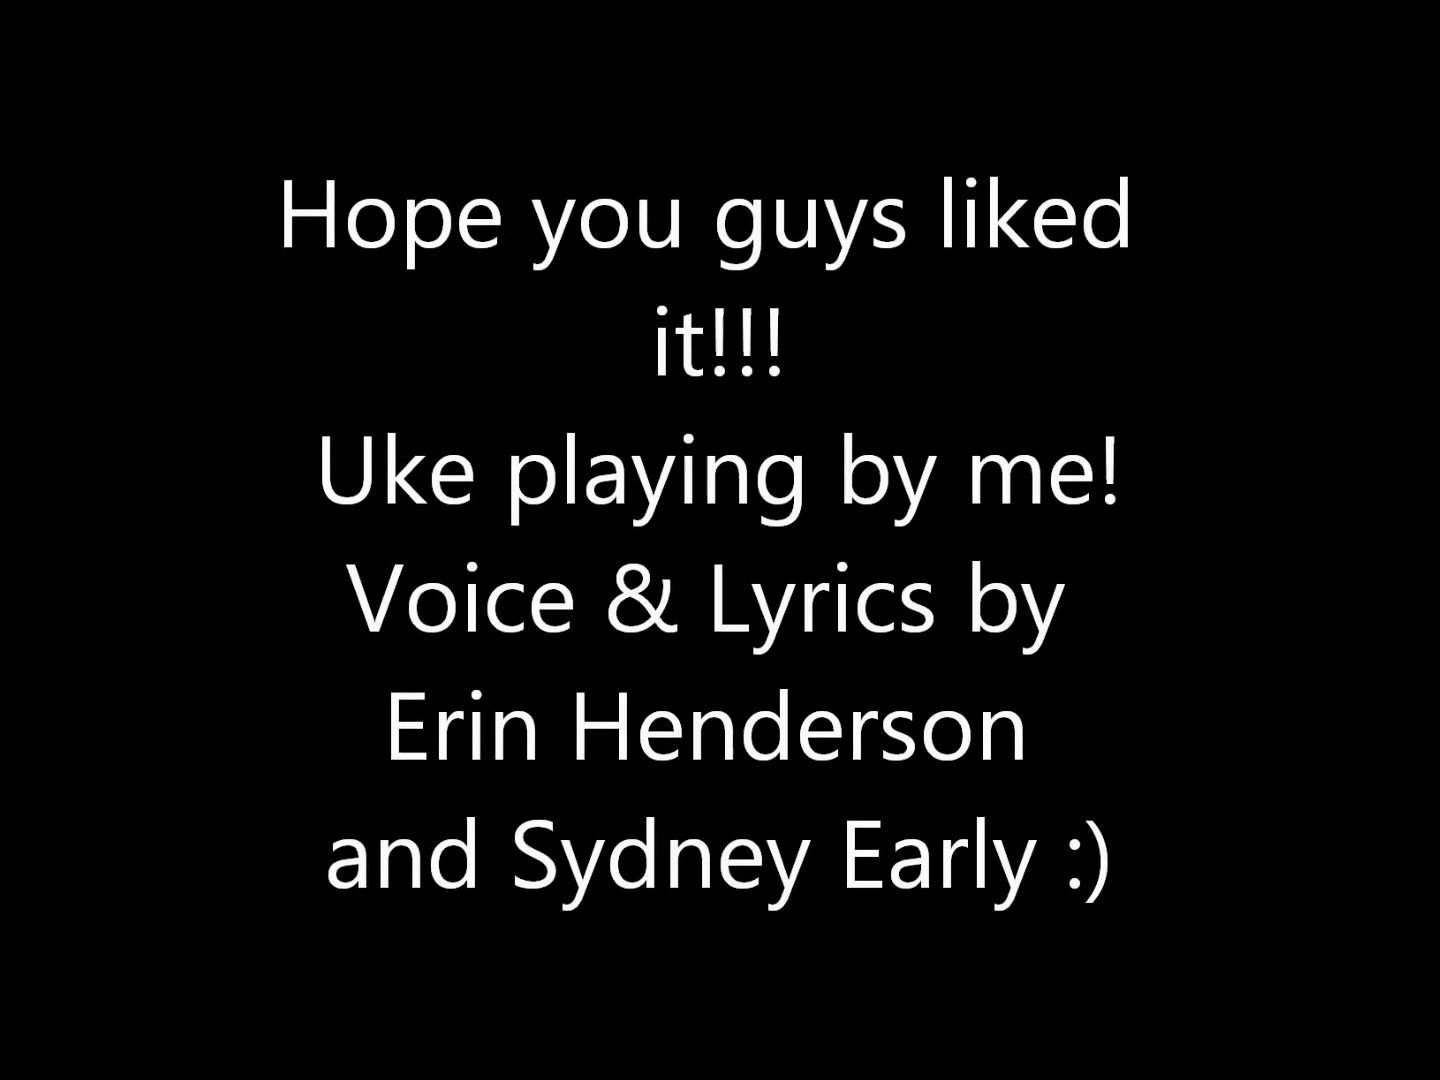 Hope you guys liked
it!!!
Uke playing by me!
Voice & Lyrics by
Erin Henderson
and Sydney Early :)